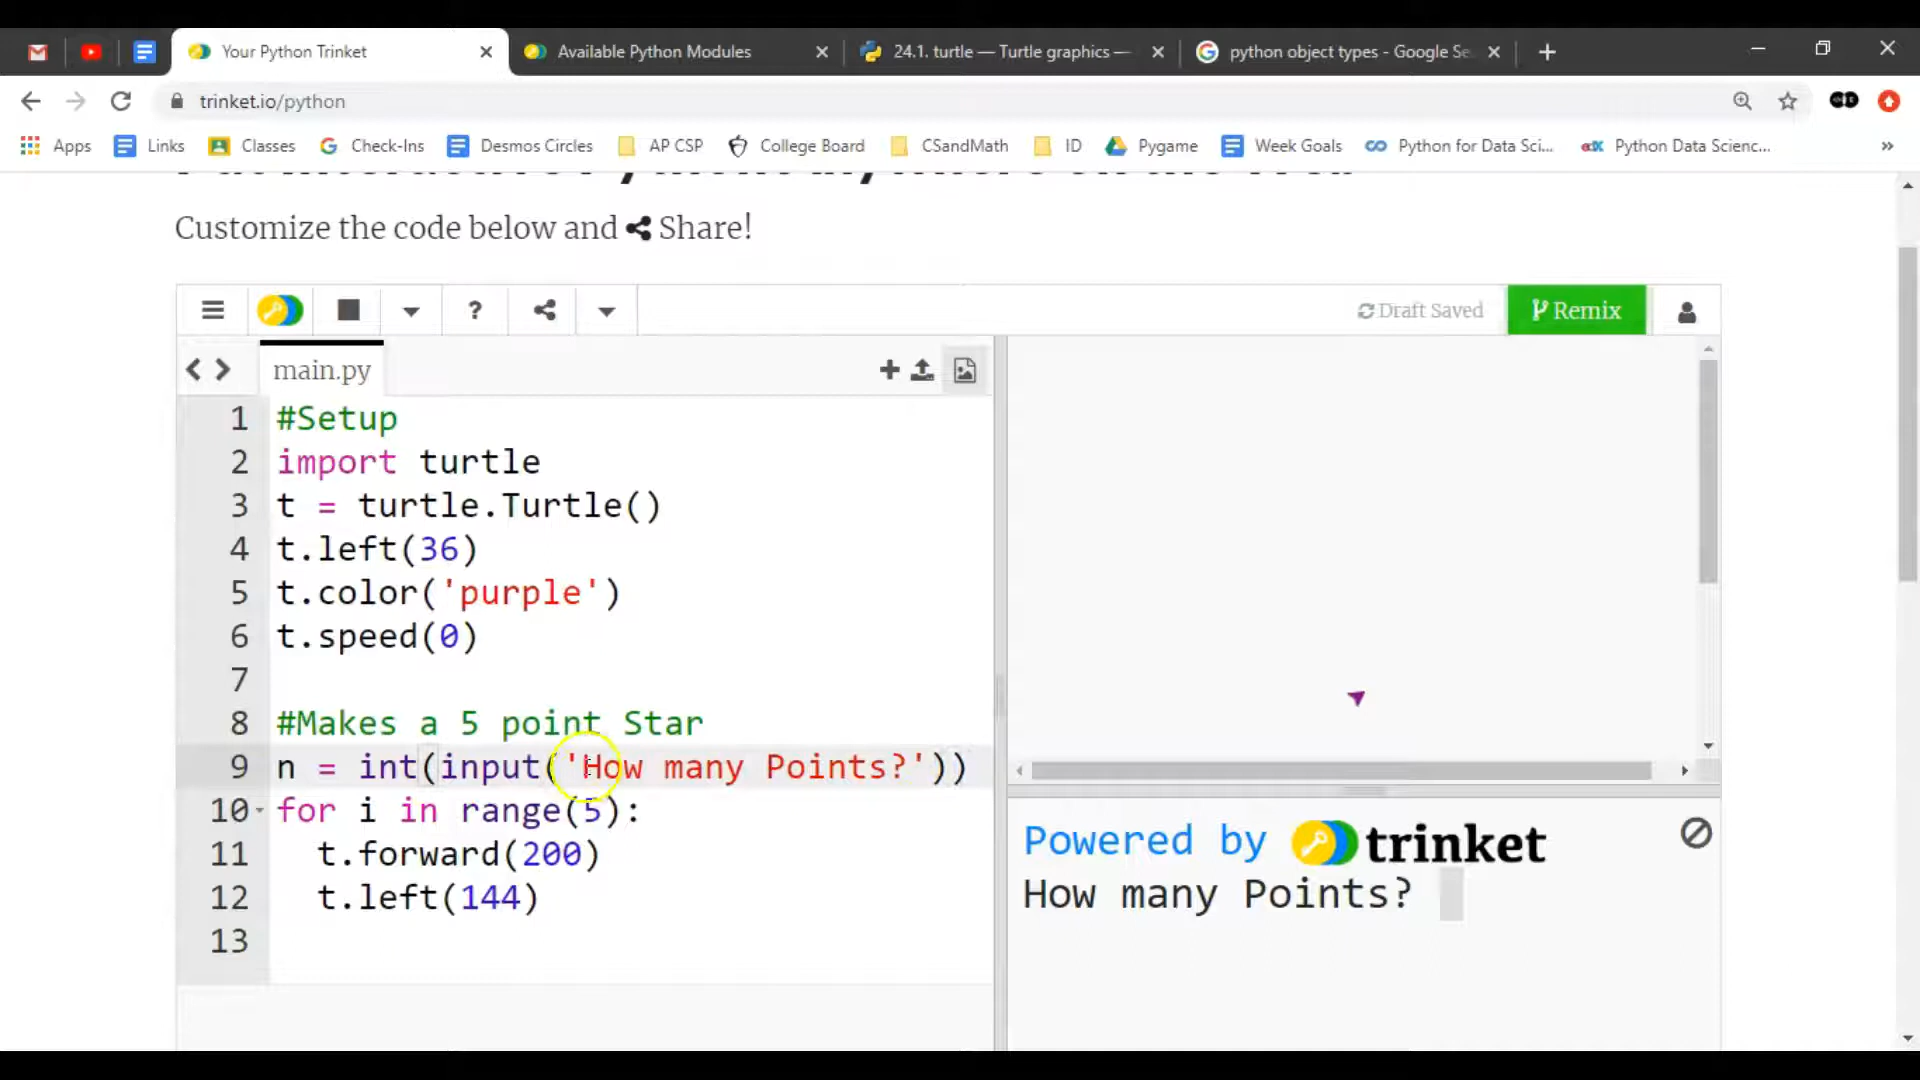 Your Python Trinket
Available Python Modules
24.1. turtle — Turtle graphics —
python object types - Google Se
trinket.io/python
Apps
Links
Classes
Check-Ins
Desmos Circles
AP CSP
College Board
CSandMath
ID
Pygame
Week Goals
Python for Data Sci...
edX
Python Data Scienc...
»
Customize the code below and Share!
?
Draft Saved
Remix
main.py
1 #Setup
2 import turtle
3 t = turtle.Turtle()
4 t.left(36)
5 t.color('purple')
6 t.speed(0)
7
8 #Makes a 5 point Star
9 n = int(input('How many Points?'))
10 for i in range(5):
11 t.forward(200)
12 t.left(144)
13
Powered by trinket
How many Points?